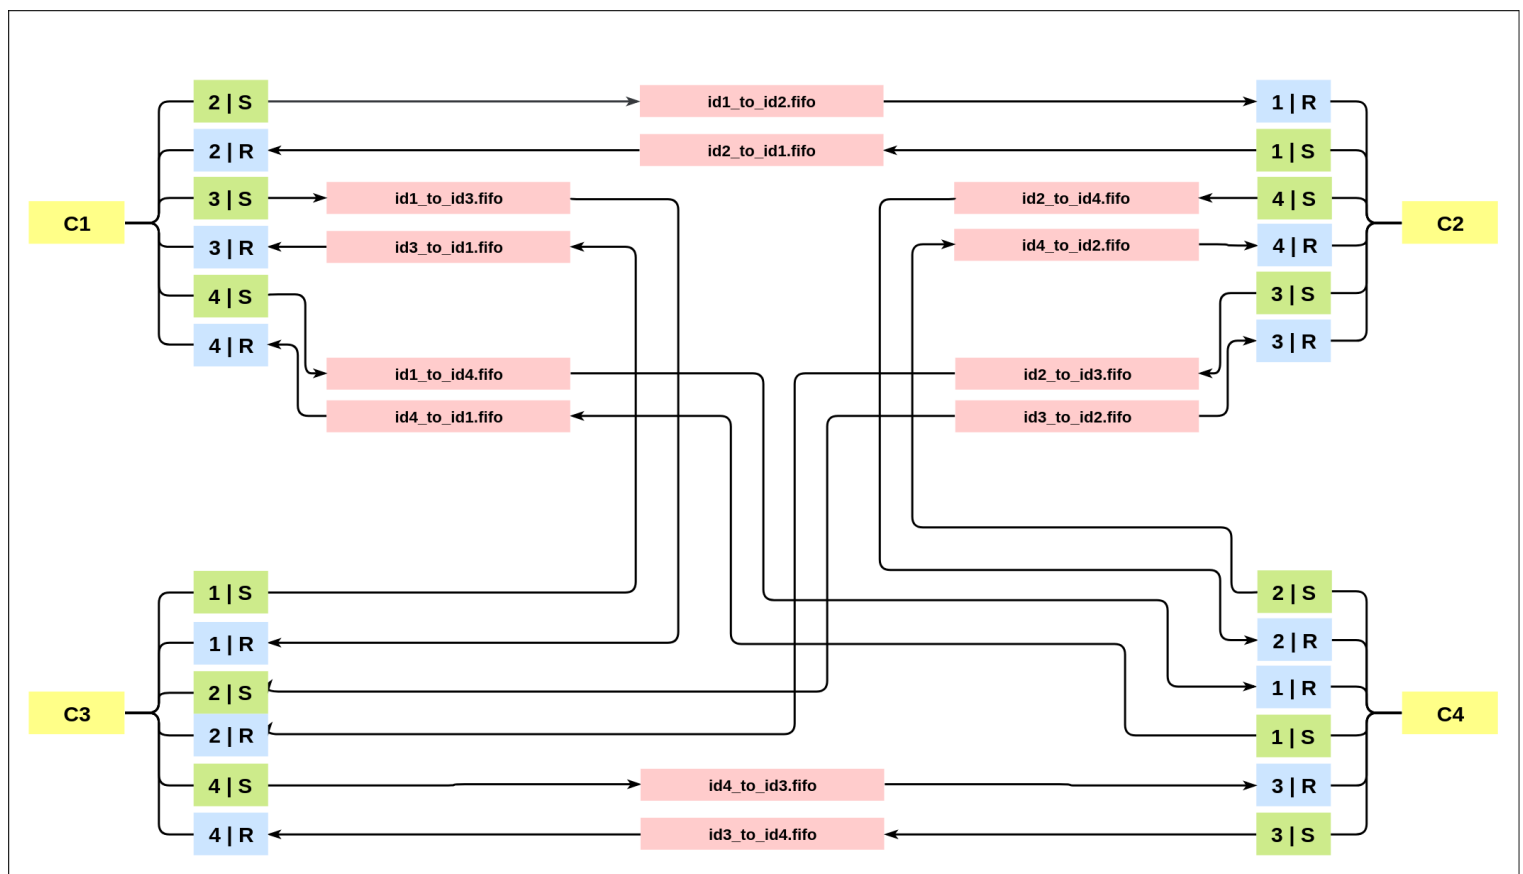 2 | S
id1_to_id2.fifo
1 | R
2 | R
id2_to_id1.fifo
1 | S
3 | S
id1_to_id3.fifo
id2_to_id4.fifo
4 | S
C1
C2
3 | R
id3_to_id1.fifo
id4_to_id2.fifo
4 | R
4 | S
3 | S
4 | R
3 | R
id1_to_id4.fifo
id2_to_id3.fifo
id4_to_id1.fifo
id3_to_id2.fifo
1 | S
2 | S
1 | R
2 | R
2 | S
1 | R
C3
C4
2 | R
1 | S
4 | S
id4_to_id3.fifo
3 | R
4 | R
id3_to_id4.fifo
3 | S